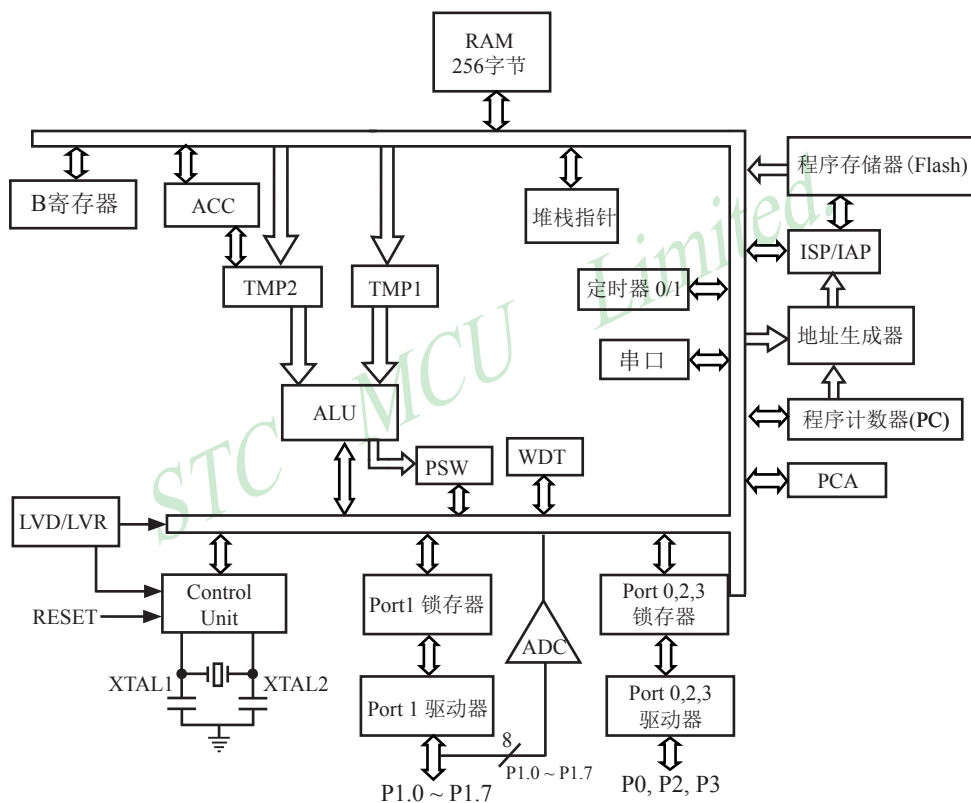 RAM
256字节
程序存储器(Flash)
B寄存器
ACC
堆栈指针
ISP/IAP
TMP2
TMP1
定时器 0/1
地址生成器
串口
ALU
程序计数器(PC)
PSW
WDT
PCA
LVD/LVR
Control
Unit
RESET
Port1 锁存器
ADC
Port 0,2,3
锁存器
XTAL1
XTAL2
Port 1 驱动器
Port 0,2,3
驱动器
8
P1.0 ~ P1.7
P1.0 ~ P1.7
P0, P2, P3
STC MCU Limited.